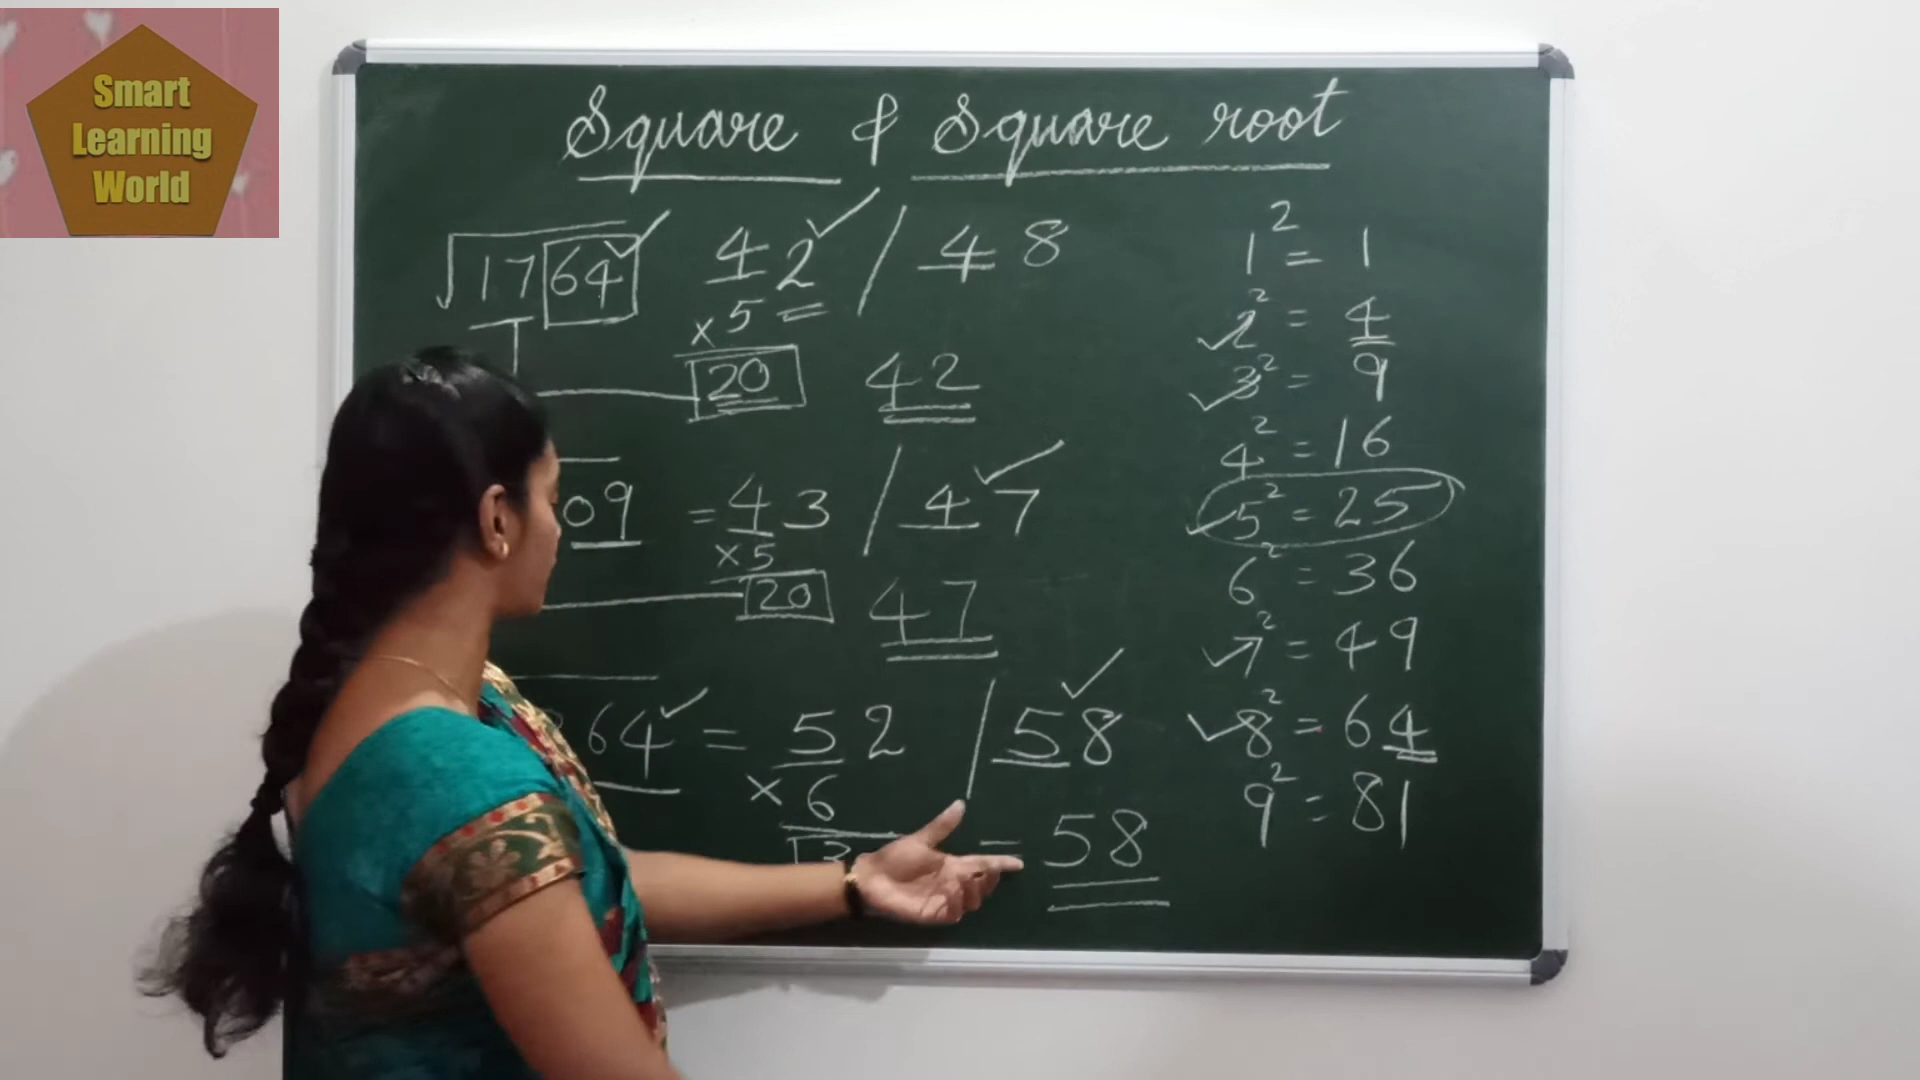 Smart
Learning
World
Square & Square root
√1764 42 / 48
×5
20 42
09 = 43 / 47
×5
20 47
64 = 52 / 58
×6
3 = 58
1² = 1
2² = 4
3² = 9
4² = 16
5² = 25
6² = 36
7² = 49
8² = 64
9² = 81